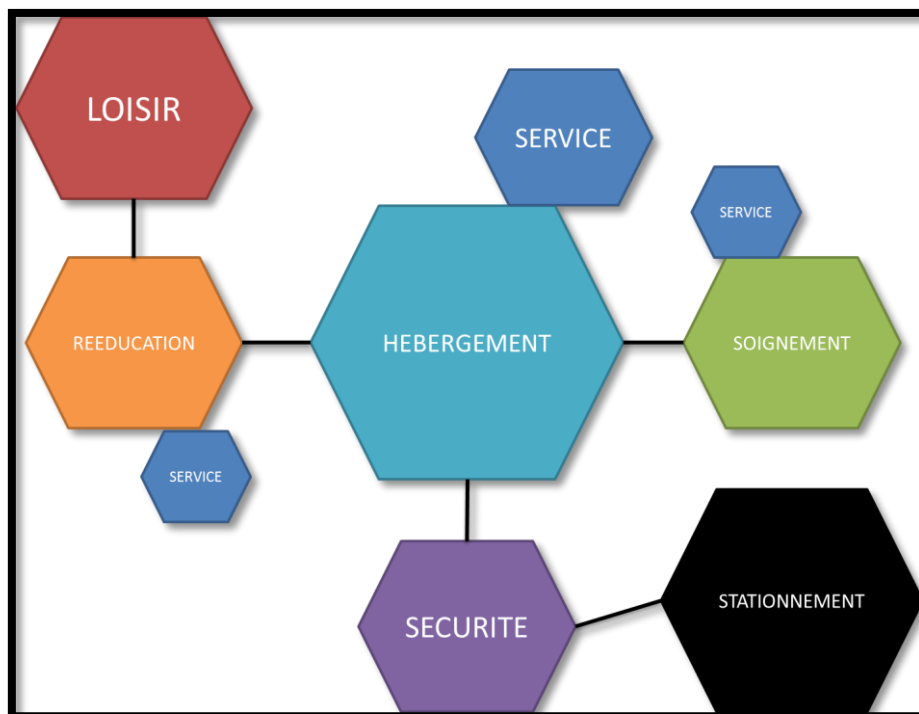 LOISIR
SERVICE
SERVICE
REEDUCATION
HEBERGEMENT
SOIGNEMENT
SERVICE
SECURITE
STATIONNEMENT